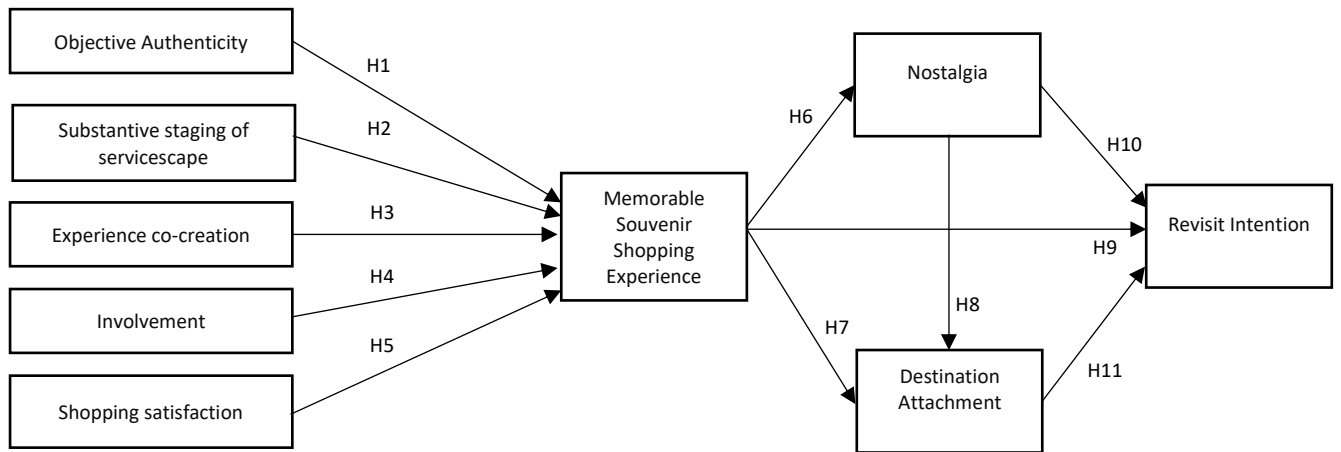 Objective Authenticity
H1
Substantive staging of
servicescape
H2
Experience co-creation
H3
Involvement
H4
Shopping satisfaction
H5
Memorable
Souvenir
Shopping
Experience
H6
H7
Nostalgia
H8
Destination
Attachment
H10
H9
H11
Revisit Intention